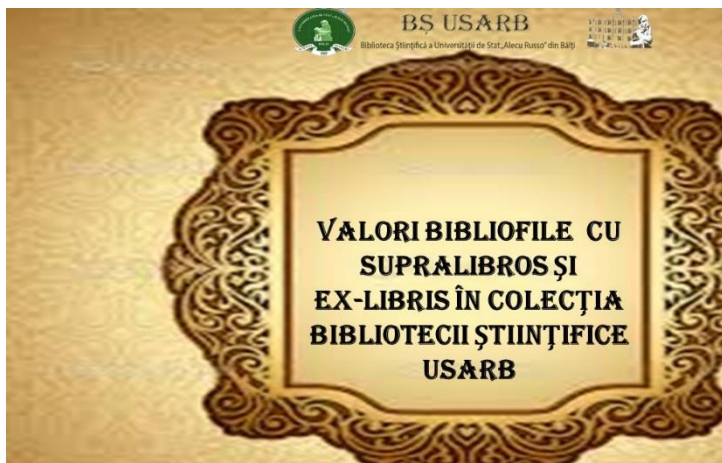 BȘ USARB
Biblioteca Științifică a Universității de Stat „Alecu Russo” din Bălți
VALORI BIBLIOFILE CU
SUPRALIBROS ȘI
EX-LIBRIS ÎN COLECȚIA
BIBLIOTECII ȘTIINȚIFICE
USARB